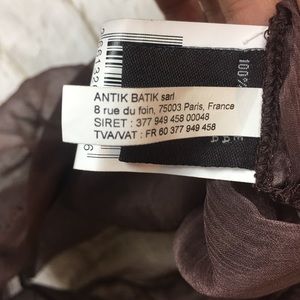 ANTIK BATIK sarl
8 rue du foin, 75003 Paris, France
SIRET : 377 949 458 00048
TVA/VAT : FR 60 377 949 458
100%